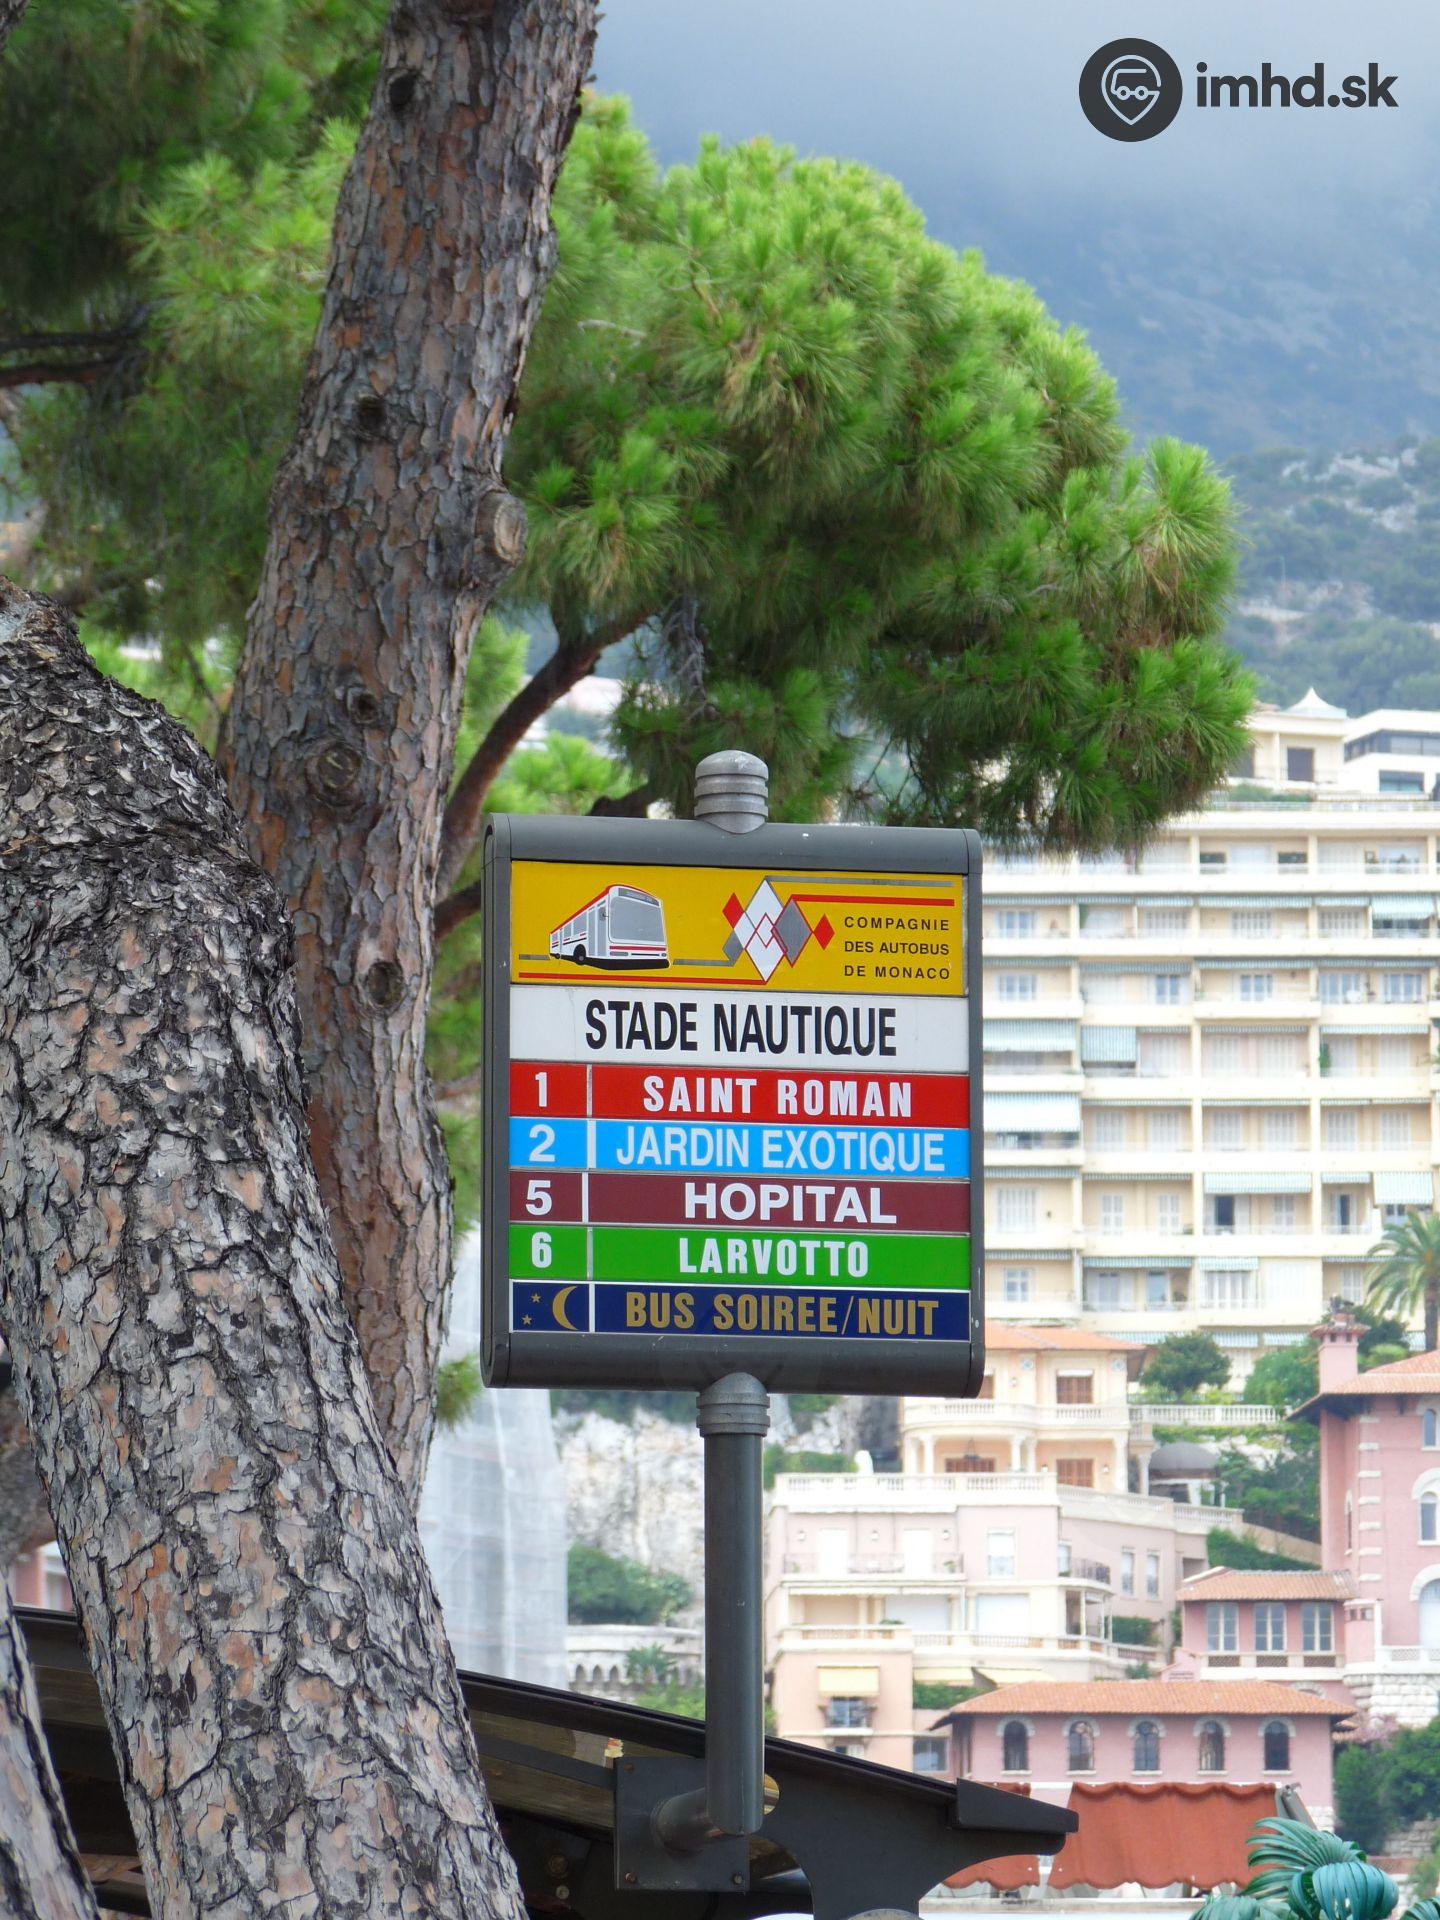 imhd.sk
COMPAGNIE
DES AUTOBUS
DE MONACO
STADE NAUTIQUE
1 SAINT ROMAN
2 JARDIN EXOTIQUE
5 HOPITAL
6 LARVOTTO
BUS SOIREE/NUIT